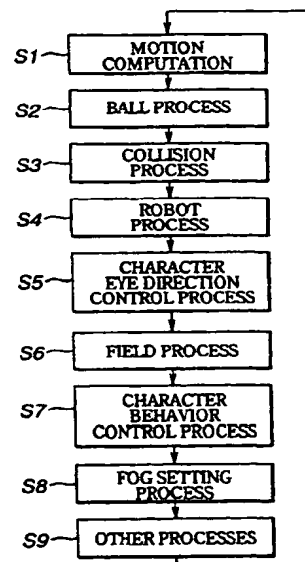 S1
MOTION
COMPUTATION
S2
BALL PROCESS
S3
COLLISION
PROCESS
S4
ROBOT
PROCESS
S5
CHARACTER
EYE DIRECTION
CONTROL PROCESS
S6
FIELD PROCESS
S7
CHARACTER
BEHAVIOR
CONTROL PROCESS
S8
FOG SETTING
PROCESS
S9
OTHER PROCESSES